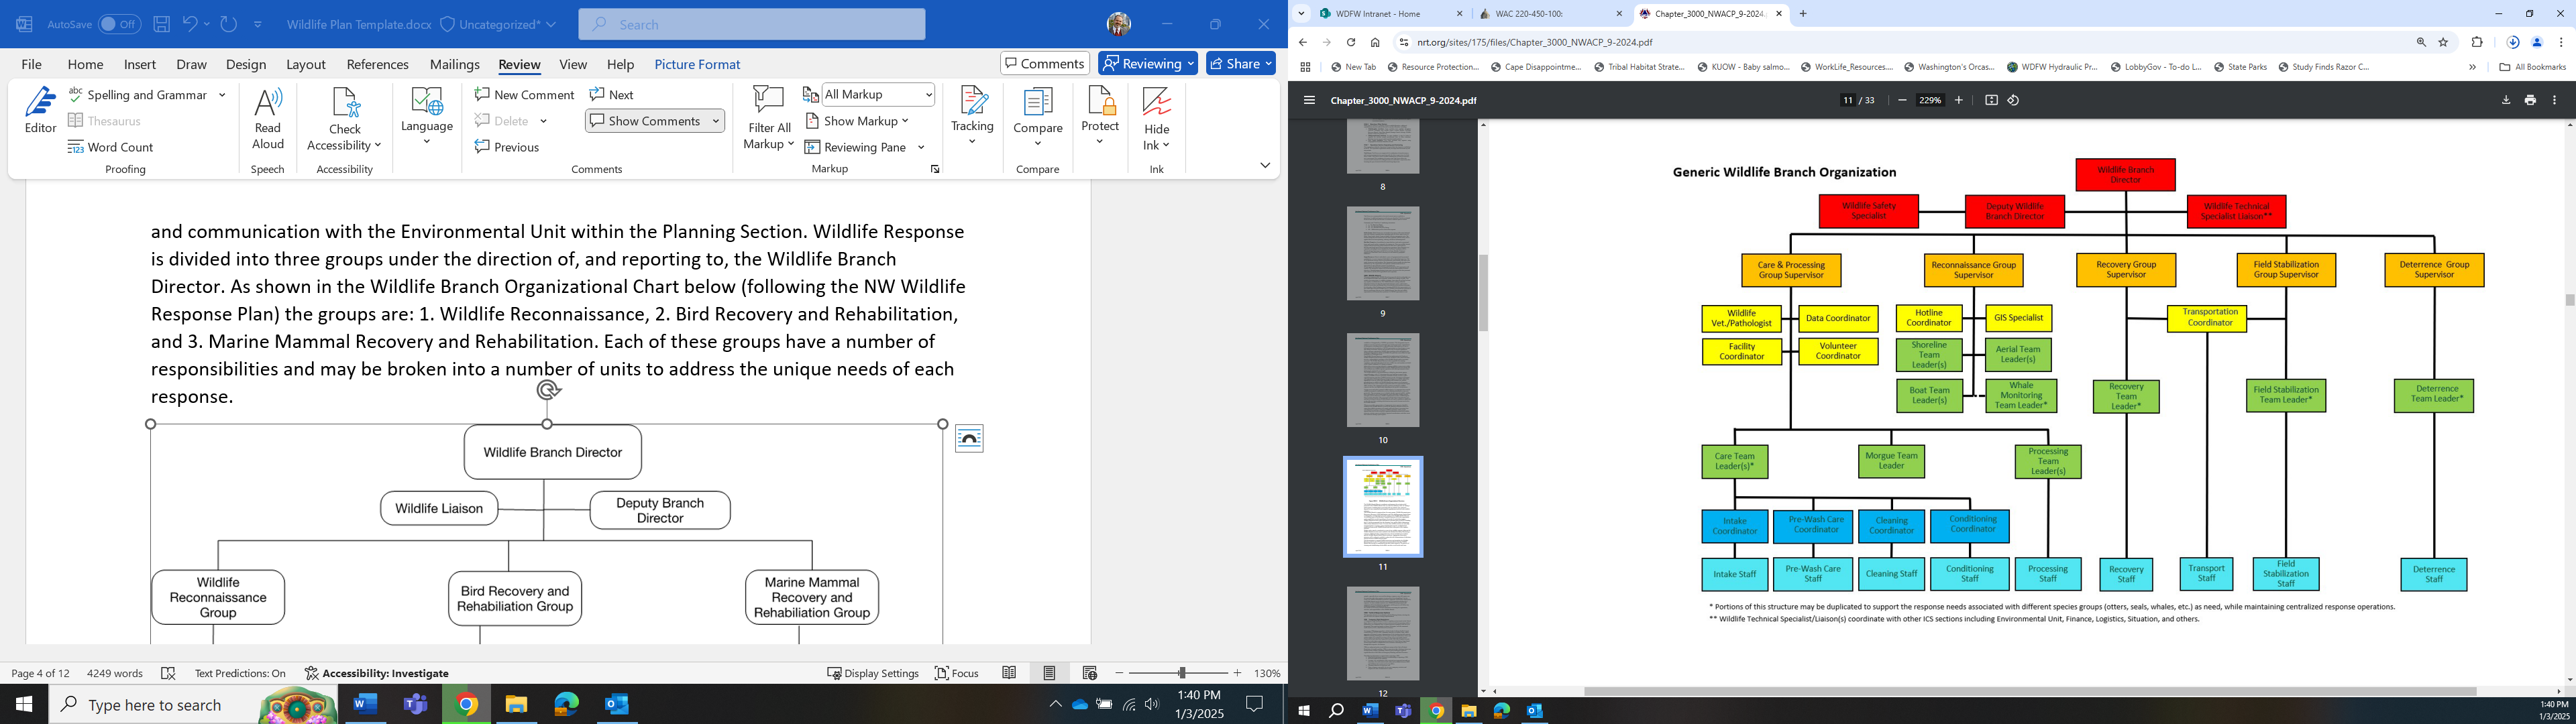 AutoSave
Off
Wildlife Plan Template.docx
Uncategorized*
Search
File
Home
Insert
Draw
Design
Layout
References
Mailings
Review
View
Help
Picture Format
Comments
Reviewing
Share
Editor
Spelling and Grammar
Thesaurus
Word Count
Proofing
Read
Aloud
Speech
Check
Accessibility
Accessibility
Language
New Comment
Delete
Previous
Next
Show Comments
Comments
Filter All
Markup
All Markup
Show Markup
Reviewing Pane
Markup
Tracking
Compare
Compare
Protect
Hide
Ink
Ink
and communication with the Environmental Unit within the Planning Section. Wildlife Response
is divided into three groups under the direction of, and reporting to, the Wildlife Branch
Director. As shown in the Wildlife Branch Organizational Chart below (following the NW Wildlife
Response Plan) the groups are: 1. Wildlife Reconnaissance, 2. Bird Recovery and Rehabilitation,
and 3. Marine Mammal Recovery and Rehabilitation. Each of these groups have a number of
responsibilities and may be broken into a number of units to address the unique needs of each
response.
Wildlife Branch Director
Wildlife Liaison
Deputy Branch
Director
Wildlife
Reconnaissance
Group
Bird Recovery and
Rehabiliation Group
Marine Mammal
Recovery and
Rehabiliation Group
Page 4 of 12
4249 words
Text Predictions: On
Accessibility: Investigate
Display Settings
Focus
130%
Type here to search
1:40 PM
1/3/2025
WDFW Intranet - Home
WAC 220-450-100:
Chapter_3000_NWACP_9-2024.
nrt.org/sites/175/files/Chapter_3000_NWACP_9-2024.pdf
New Tab
Resource Protection...
Cape Disappointme...
Tribal Habitat Strate...
KUOW - Baby salmo...
WorkLife_Resources....
Washington's Orcas...
WDFW Hydraulic Pr...
LobbyGov - To-do L...
State Parks
Study Finds Razor C...
All Bookmarks
Chapter_3000_NWACP_9-2024.pdf
11 / 33
229%
8
9
10
11
12
Generic Wildlife Branch Organization
Wildlife Branch
Director
Wildlife Safety
Specialist
Deputy Wildlife
Branch Director
Wildlife Technical
Specialist Liaison**
Care & Processing
Group Supervisor
Reconnaissance Group
Supervisor
Recovery Group
Supervisor
Field Stabilization
Group Supervisor
Deterrence Group
Supervisor
Wildlife
Vet./Pathologist
Data Coordinator
Hotline
Coordinator
GIS Specialist
Transportation
Coordinator
Facility
Coordinator
Volunteer
Coordinator
Shoreline
Team
Leader(s)
Aerial Team
Leader(s)
Boat Team
Leader(s)
Whale
Monitoring
Team Leader*
Recovery
Team
Leader*
Field Stabilization
Team Leader*
Deterrence
Team Leader*
Care Team
Leader(s)*
Morgue Team
Leader
Processing
Team
Leader(s)
Intake
Coordinator
Pre-Wash Care
Coordinator
Cleaning
Coordinator
Conditioning
Coordinator
Intake Staff
Pre-Wash Care
Staff
Cleaning Staff
Conditioning
Staff
Processing
Staff
Recovery
Staff
Transport
Staff
Field
Stabilization
Staff
Deterrence
Staff
* Portions of this structure may be duplicated to support the response needs associated with different species groups (otters, seals, whales, etc.) as need, while maintaining centralized response operations.
** Wildlife Technical Specialist/Liaison(s) coordinate with other ICS sections including Environmental Unit, Finance, Logistics, Situation, and others.
1:40 PM
1/3/2025